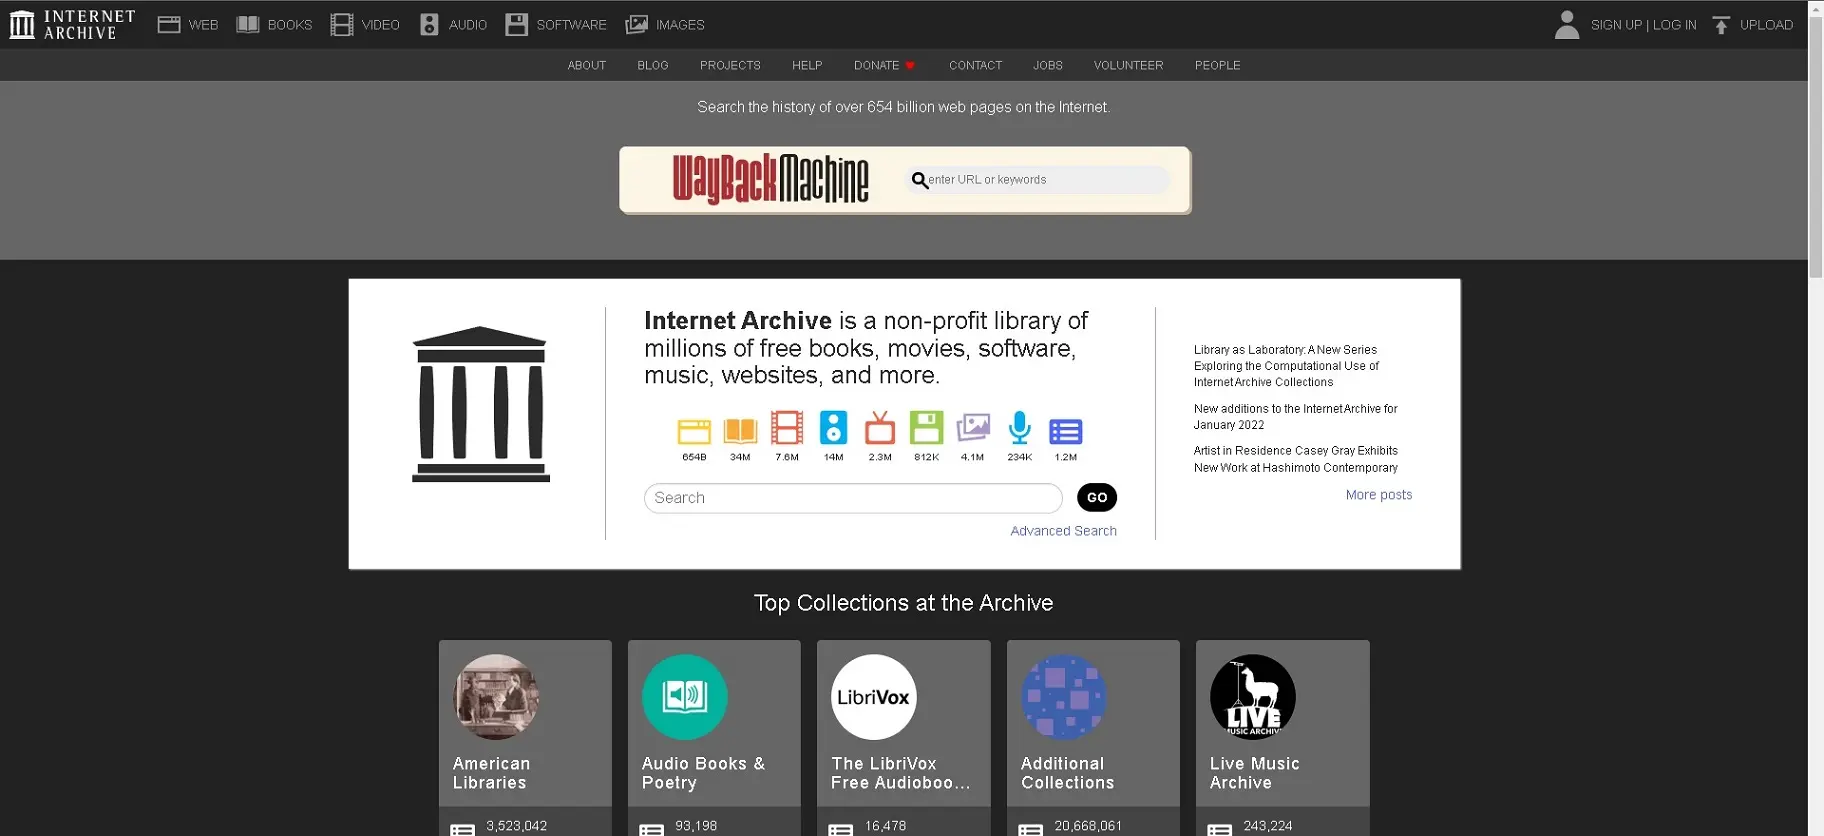 INTERNET
ARCHIVE
WEB BOOKS VIDEO AUDIO SOFTWARE IMAGES
SIGN UP | LOG IN UPLOAD
ABOUT BLOG PROJECTS HELP DONATE CONTACT JOBS VOLUNTEER PEOPLE
Search the history of over 654 billion web pages on the Internet.
WayBackMachine
enter URL or keywords
Internet Archive is a non-profit library of
millions of free books, movies, software,
music, websites, and more.
654B 34M 7.6M 14M 2.3M 812K 4.1M 234K 1.2M
Search
GO
Advanced Search
Library as Laboratory: A New Series
Exploring the Computational Use of
Internet Archive Collections
New additions to the Internet Archive for
January 2022
Artist in Residence Casey Gray Exhibits
New Work at Hashimoto Contemporary
More posts
Top Collections at the Archive
American
Libraries
3,523,042
Audio Books &
Poetry
93,198
LibriVox
The LibriVox
Free Audioboo...
16,478
Additional
Collections
20,668,061
LIVE
MUSIC ARCHIVE
Live Music
Archive
243,224